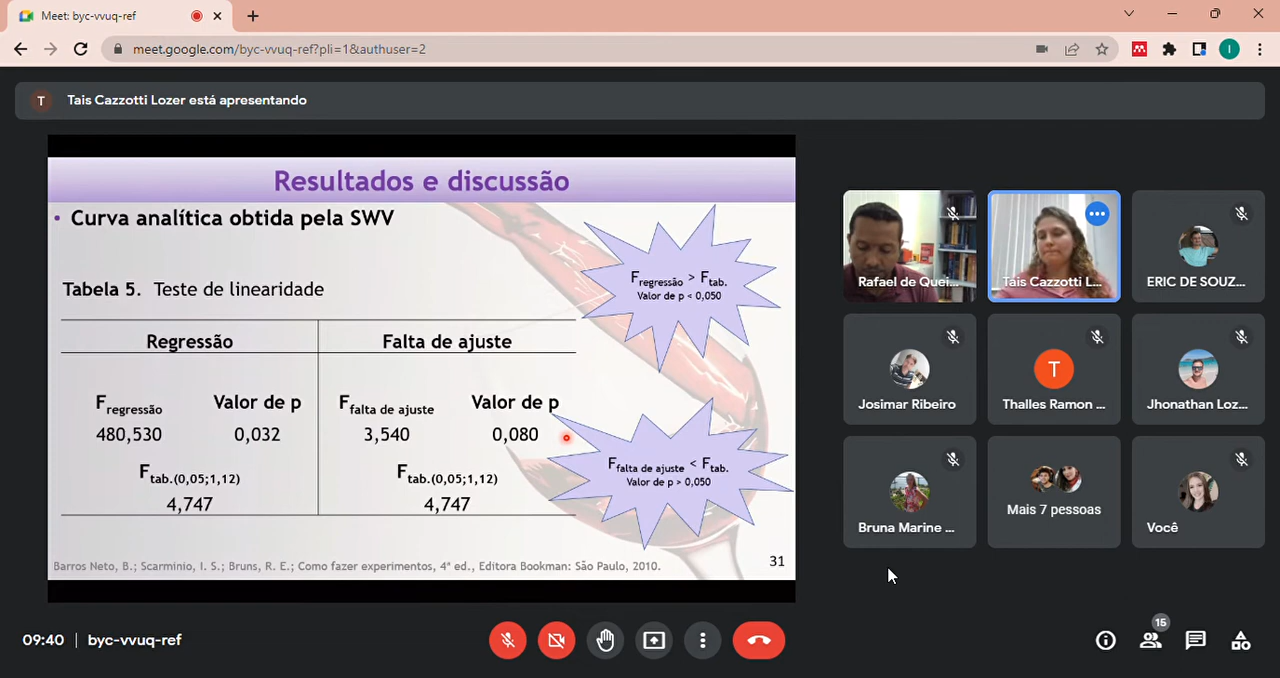 Meet: byc-vvuq-ref
meet.google.com/byc-vvuq-ref?pli=1&authuser=2
I
T
Tais Cazzotti Lozer está apresentando
Resultados e discussão
• Curva analítica obtida pela SWV
Tabela 5. Teste de linearidade
Regressão Falta de ajuste
Fregressão Valor de p Ffalta de ajuste Valor de p
480,530 0,032 3,540 0,080
Ftab.(0,05;1,12) Ftab.(0,05;1,12)
4,747 4,747
Fregressão > Ftab.
Valor de p < 0,050
Ffalta de ajuste < Ftab.
Valor de p > 0,050
Barros Neto, B.; Scarminio, I. S.; Bruns, R. E.; Como fazer experimentos, 4ª ed., Editora Bookman: São Paulo, 2010.
31
Rafael de Quei...
Tais Cazzotti L...
ERIC DE SOUZ...
Josimar Ribeiro
T
Thalles Ramon ...
Jhonathan Loz...
Bruna Marine ...
Mais 7 pessoas
Você
09:40 | byc-vvuq-ref
15